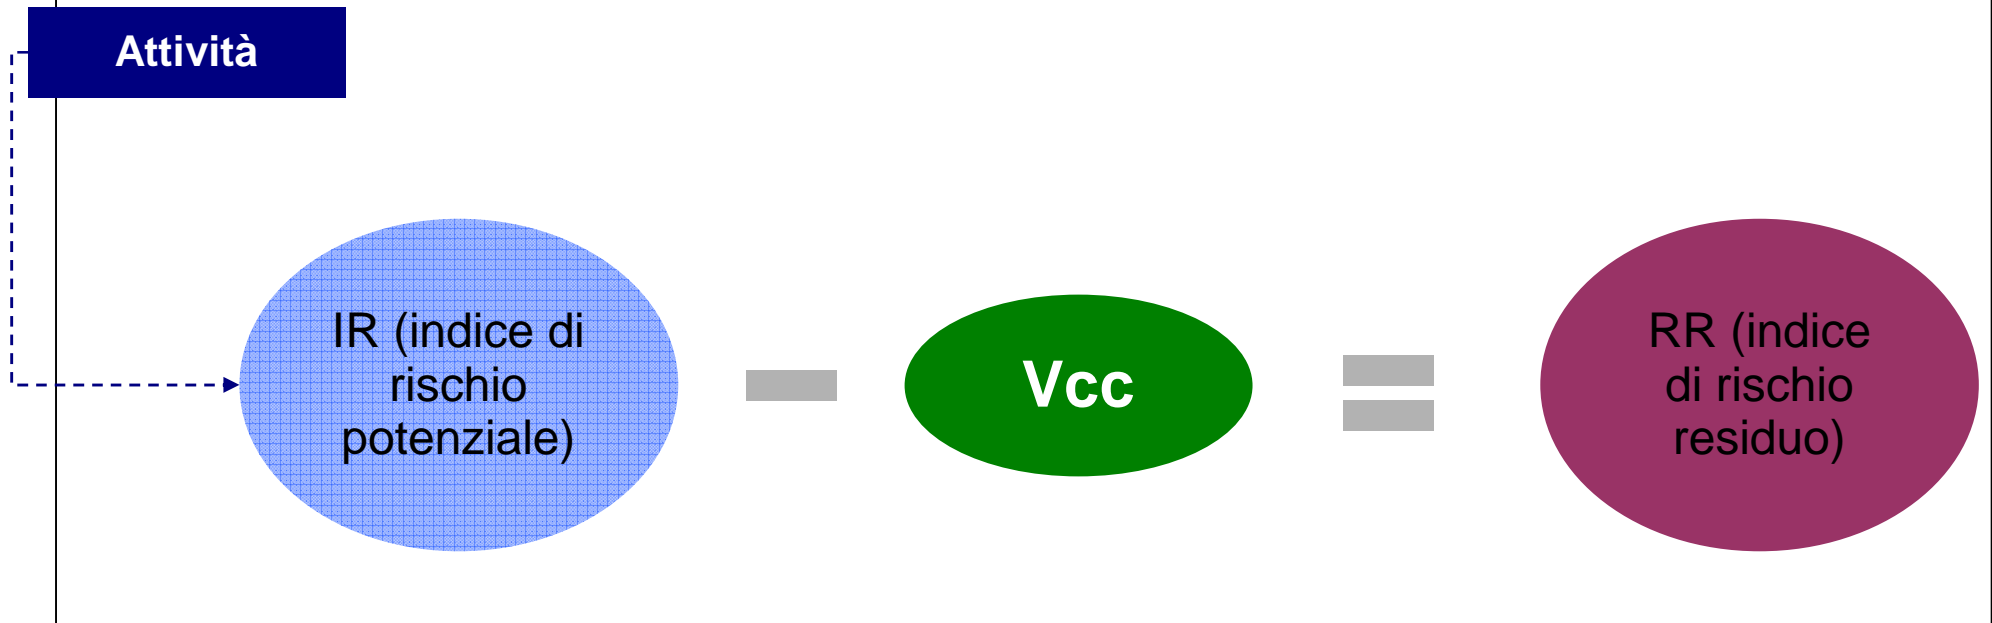 Attività
IR (indice di
rischio
potenziale)
Vcc
RR (indice
di rischio
residuo)